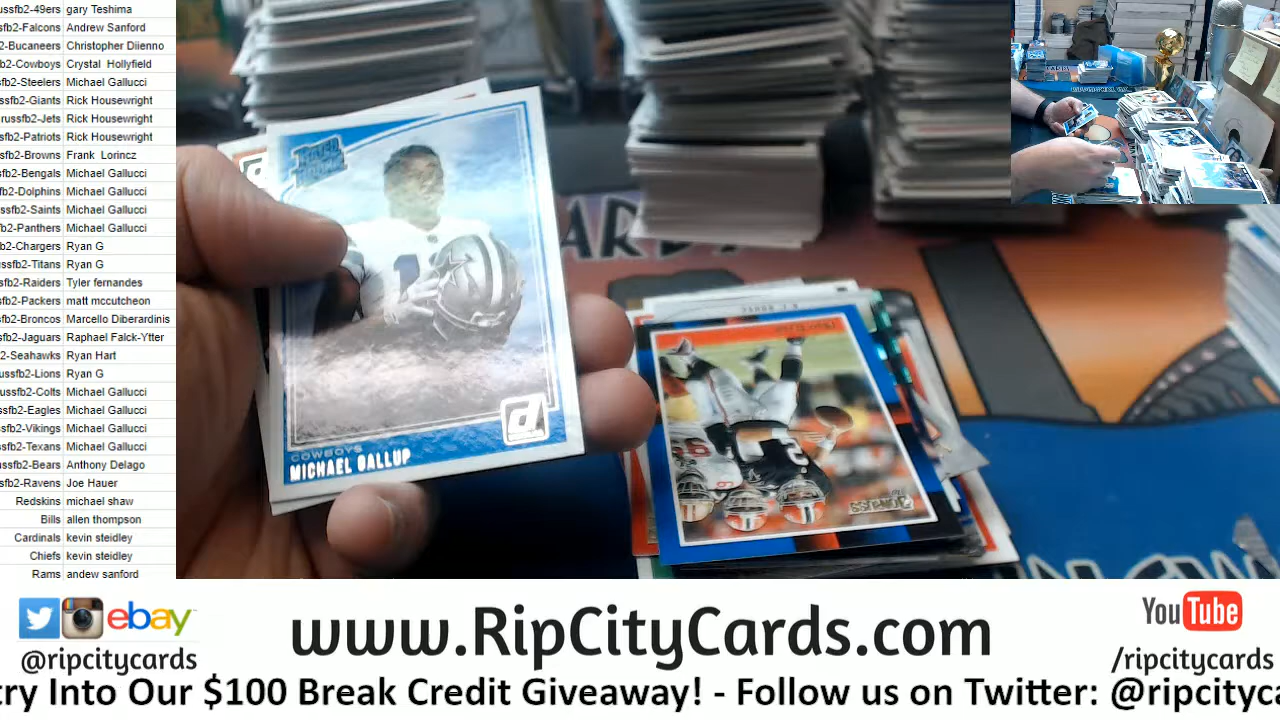 ussfb2-49ers gary Teshima
ssfb2-Falcons Andrew Sanford
2-Bucaneers Christopher Diienno
fb2-Cowboys Crystal Hollyfield
fb2-Steelers Michael Gallucci
ssfb2-Giants Rick Housewright
russfb2-Jets Rick Housewright
fb2-Patriots Rick Housewright
ssfb2-Browns Frank Lorincz
fb2-Bengals Michael Gallucci
fb2-Dolphins Michael Gallucci
ssfb2-Saints Michael Gallucci
fb2-Panthers Michael Gallucci
b2-Chargers Ryan G
ussfb2-Titans Ryan G
sfb2-Raiders Tyler fernandes
fb2-Packers matt mccutcheon
fb2-Broncos Marcello Diberardinis
fb2-Jaguars Raphael Falck-Ytter
2-Seahawks Ryan Hart
ussfb2-Lions Ryan G
ussfb2-Colts Michael Gallucci
sfb2-Eagles Michael Gallucci
fb2-Vikings Michael Gallucci
sfb2-Texans Michael Gallucci
ssfb2-Bears Anthony Delago
sfb2-Ravens Joe Hauer
Redskins michael shaw
Bills allen thompson
Cardinals kevin steidley
Chiefs kevin steidley
Rams andew sanford
RATED ROOKIE
COWBOYS
MICHAEL GALLUP
DONRUSS
ebay
@ripcitycards
www.RipCityCards.com
YouTube
/ripcitycards
try Into Our $100 Break Credit Giveaway! - Follow us on Twitter: @ripcityca